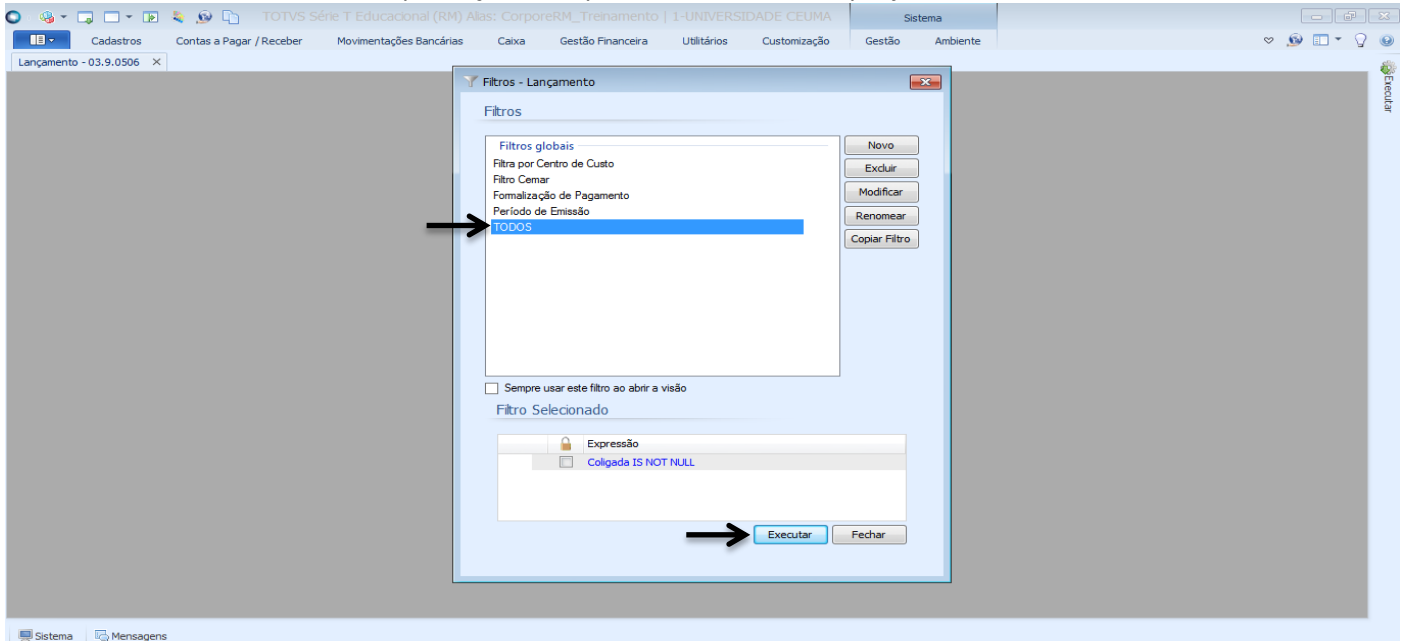 TOTVS Série T Educacional (RM) Alias: CorporeRM_Treinamento | 1-UNIVERSIDADE CEUMA
Sistema
Cadastros Contas a Pagar / Receber Movimentações Bancárias Caixa Gestão Financeira Utilitários Customização Gestão Ambiente
Lançamento - 03.9.0506
Executar
Filtros - Lançamento
Filtros
Filtros globais
Filtra por Centro de Custo
Filtro Cemar
Formalização de Pagamento
Período de Emissão
TODOS
Novo
Excluir
Modificar
Renomear
Copiar Filtro
Sempre usar este filtro ao abrir a visão
Filtro Selecionado
Expressão
Coligada IS NOT NULL
Executar Fechar
Sistema Mensagens